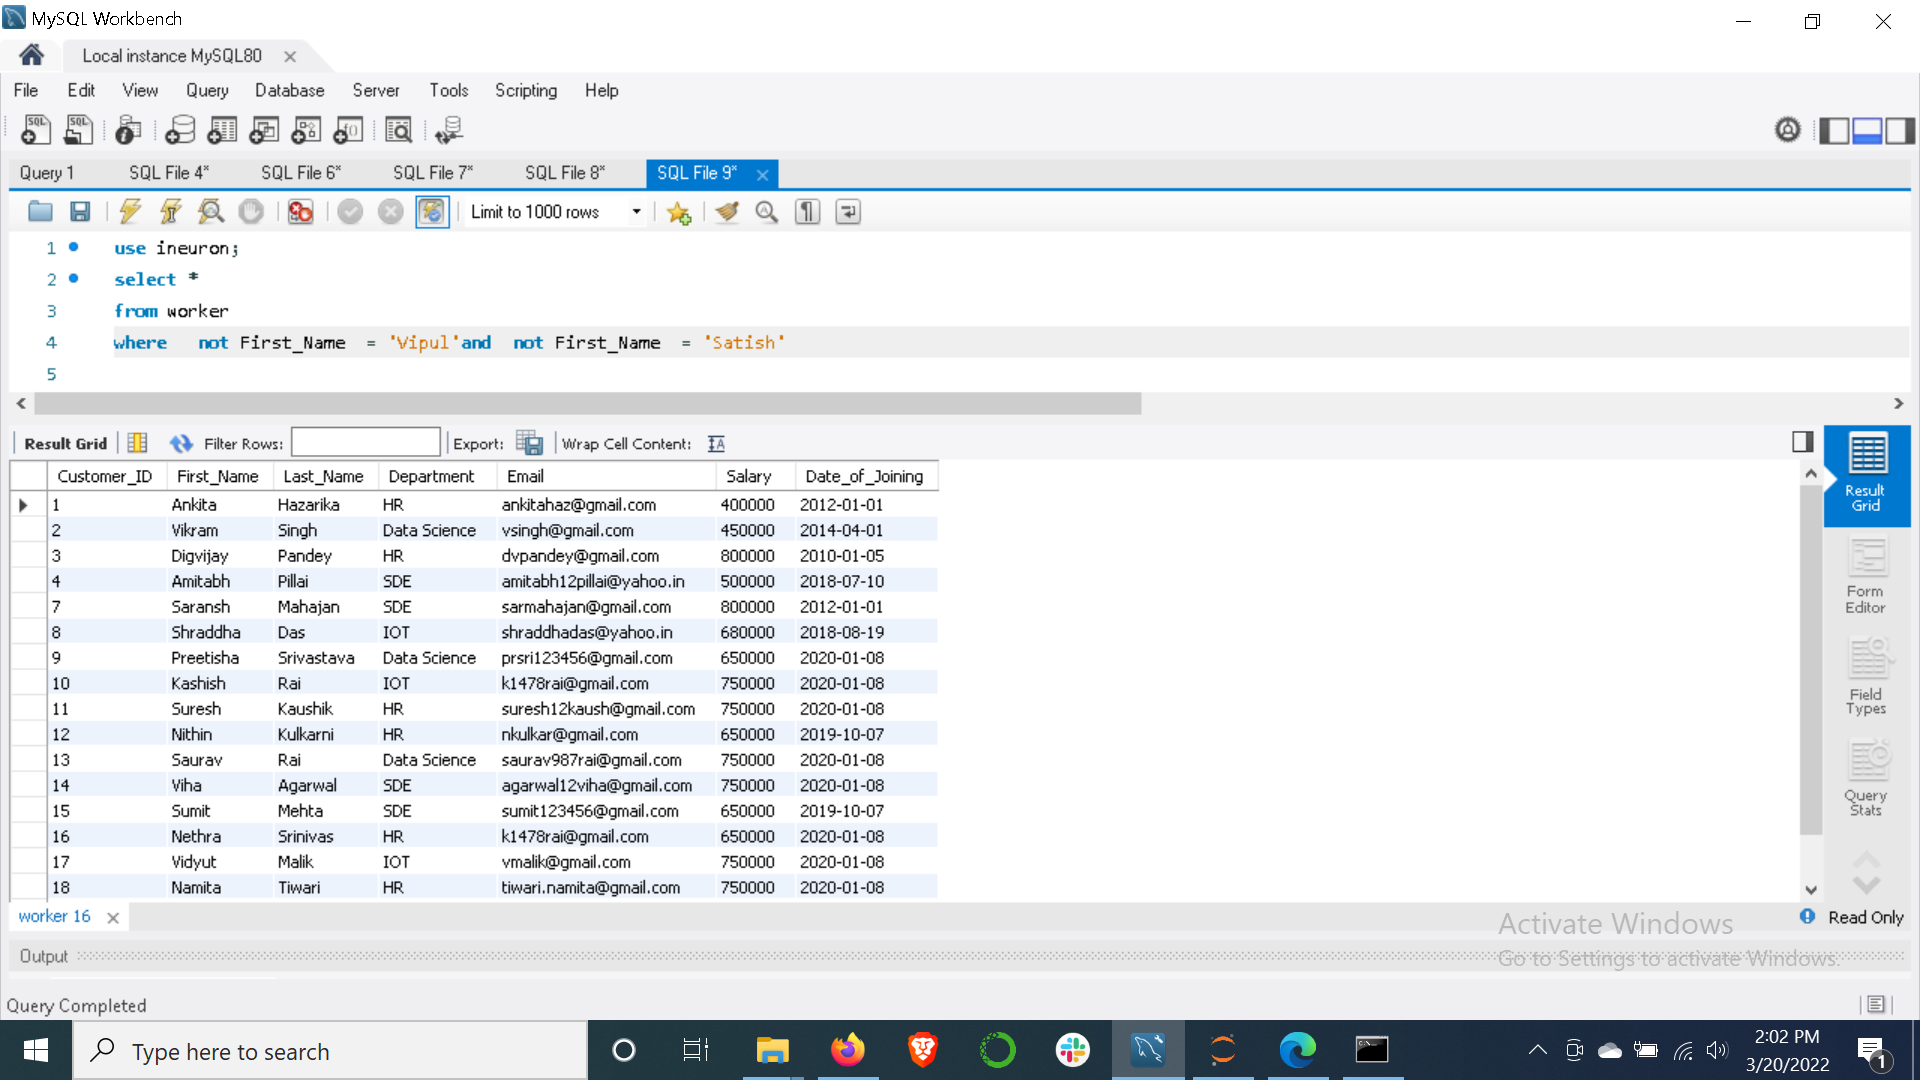 MySQL Workbench
Local instance MySQL80
File Edit View Query Database Server Tools Scripting Help
Query 1 SQL File 4* SQL File 6* SQL File 7* SQL File 8* SQL File 9*
Limit to 1000 rows
1 use ineuron;
2 select *
3 from worker
4 where not First_Name = 'Vipul'and not First_Name = 'Satish'
5
Result Grid Filter Rows: Export: Wrap Cell Content:
Customer_ID First_Name Last_Name Department Email Salary Date_of_Joining
1 Ankita Hazarika HR ankitahaz@gmail.com 400000 2012-01-01
2 Vikram Singh Data Science vsingh@gmail.com 450000 2014-04-01
3 Digvijay Pandey HR dvpandey@gmail.com 800000 2010-01-05
4 Amitabh Pillai SDE amitabh12pillai@yahoo.in 500000 2018-07-10
7 Saransh Mahajan SDE sarmahajan@gmail.com 800000 2012-01-01
8 Shraddha Das IOT shraddhadas@yahoo.in 680000 2018-08-19
9 Preetisha Srivastava Data Science prsri123456@gmail.com 650000 2020-01-08
10 Kashish Rai IOT k1478rai@gmail.com 750000 2020-01-08
11 Suresh Kaushik HR suresh12kaush@gmail.com 750000 2020-01-08
12 Nithin Kulkarni HR nkulkar@gmail.com 650000 2019-10-07
13 Saurav Rai Data Science saurav987rai@gmail.com 750000 2020-01-08
14 Viha Agarwal SDE agarwal12viha@gmail.com 750000 2020-01-08
15 Sumit Mehta SDE sumit123456@gmail.com 650000 2019-10-07
16 Nethra Srinivas HR k1478rai@gmail.com 650000 2020-01-08
17 Vidyut Malik IOT vmalik@gmail.com 750000 2020-01-08
18 Namita Tiwari HR tiwari.namita@gmail.com 750000 2020-01-08
Result
Grid
Form
Editor
Field
Types
Query
Stats
worker 16
Read Only
Activate Windows
Go to Settings to activate Windows.
Output
Query Completed
Type here to search
2:02 PM
3/20/2022
1